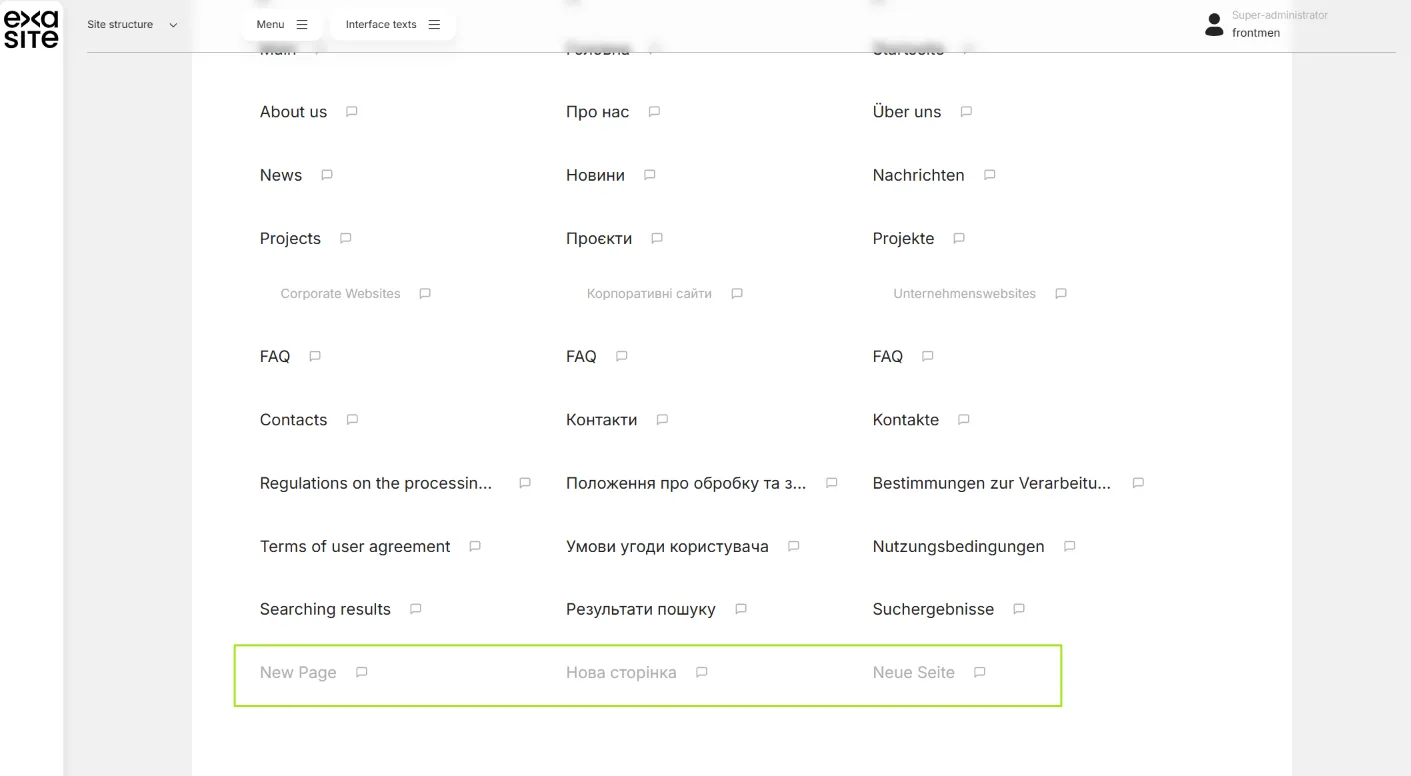 exa
site
Site structure
Menu
Interface texts
Super-administrator
frontmen
Main Головна Startseite
About us Про нас Über uns
News Новини Nachrichten
Projects Проєкти Projekte
Corporate Websites Корпоративні сайти Unternehmenswebsites
FAQ FAQ FAQ
Contacts Контакти Kontakte
Regulations on the processin... Положення про обробку та з... Bestimmungen zur Verarbeitu...
Terms of user agreement Умови угоди користувача Nutzungsbedingungen
Searching results Результати пошуку Suchergebnisse
New Page Нова сторінка Neue Seite